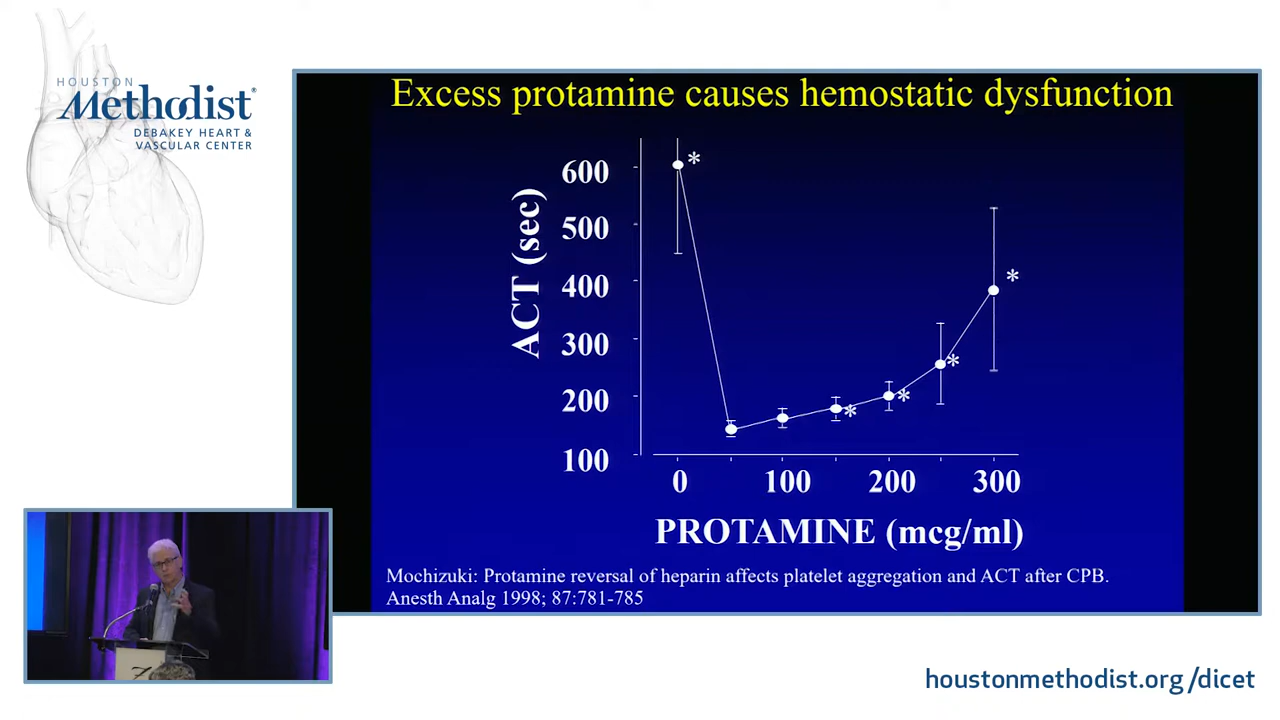 HOUSTON
Methodist®
DEBAKEY HEART &
VASCULAR CENTER
Excess protamine causes hemostatic dysfunction
ACT (sec)
600
500
400
300
200
100
*
*
*
*
*
0
100
200
300
PROTAMINE (mcg/ml)
Mochizuki: Protamine reversal of heparin affects platelet aggregation and ACT after CPB.
Anesth Analg 1998; 87:781-785
houstonmethodist.org/dicet